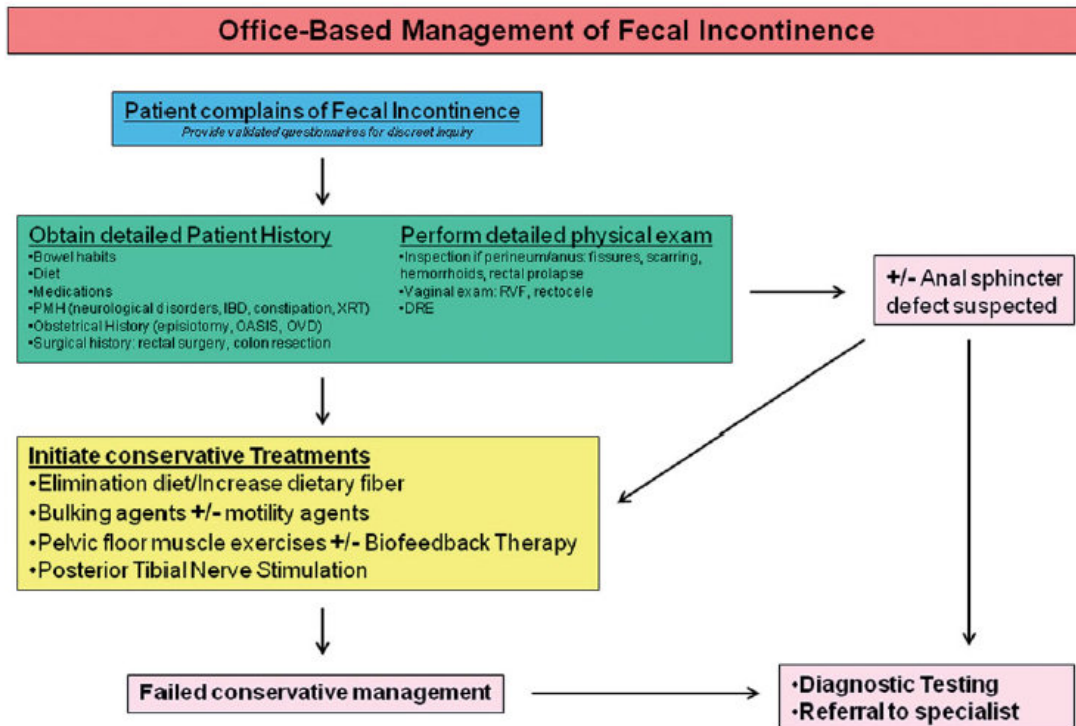 Office-Based Management of Fecal Incontinence
Patient complains of Fecal Incontinence
Provide validated questionnaires for discreet inquiry
Obtain detailed Patient History
•Bowel habits
•Diet
•Medications
•PMH (neurological disorders, IBD, constipation, XRT)
•Obstetrical History (episiotomy, OASIS, OVD)
•Surgical history: rectal surgery, colon resection
Perform detailed physical exam
•Inspection if perineum/anus: fissures, scarring,
hemorrhoids, rectal prolapse
•Vaginal exam: RVF, rectocele
•DRE
+/- Anal sphincter
defect suspected
Initiate conservative Treatments
•Elimination diet/Increase dietary fiber
•Bulking agents +/- motility agents
•Pelvic floor muscle exercises +/- Biofeedback Therapy
•Posterior Tibial Nerve Stimulation
Failed conservative management
•Diagnostic Testing
•Referral to specialist